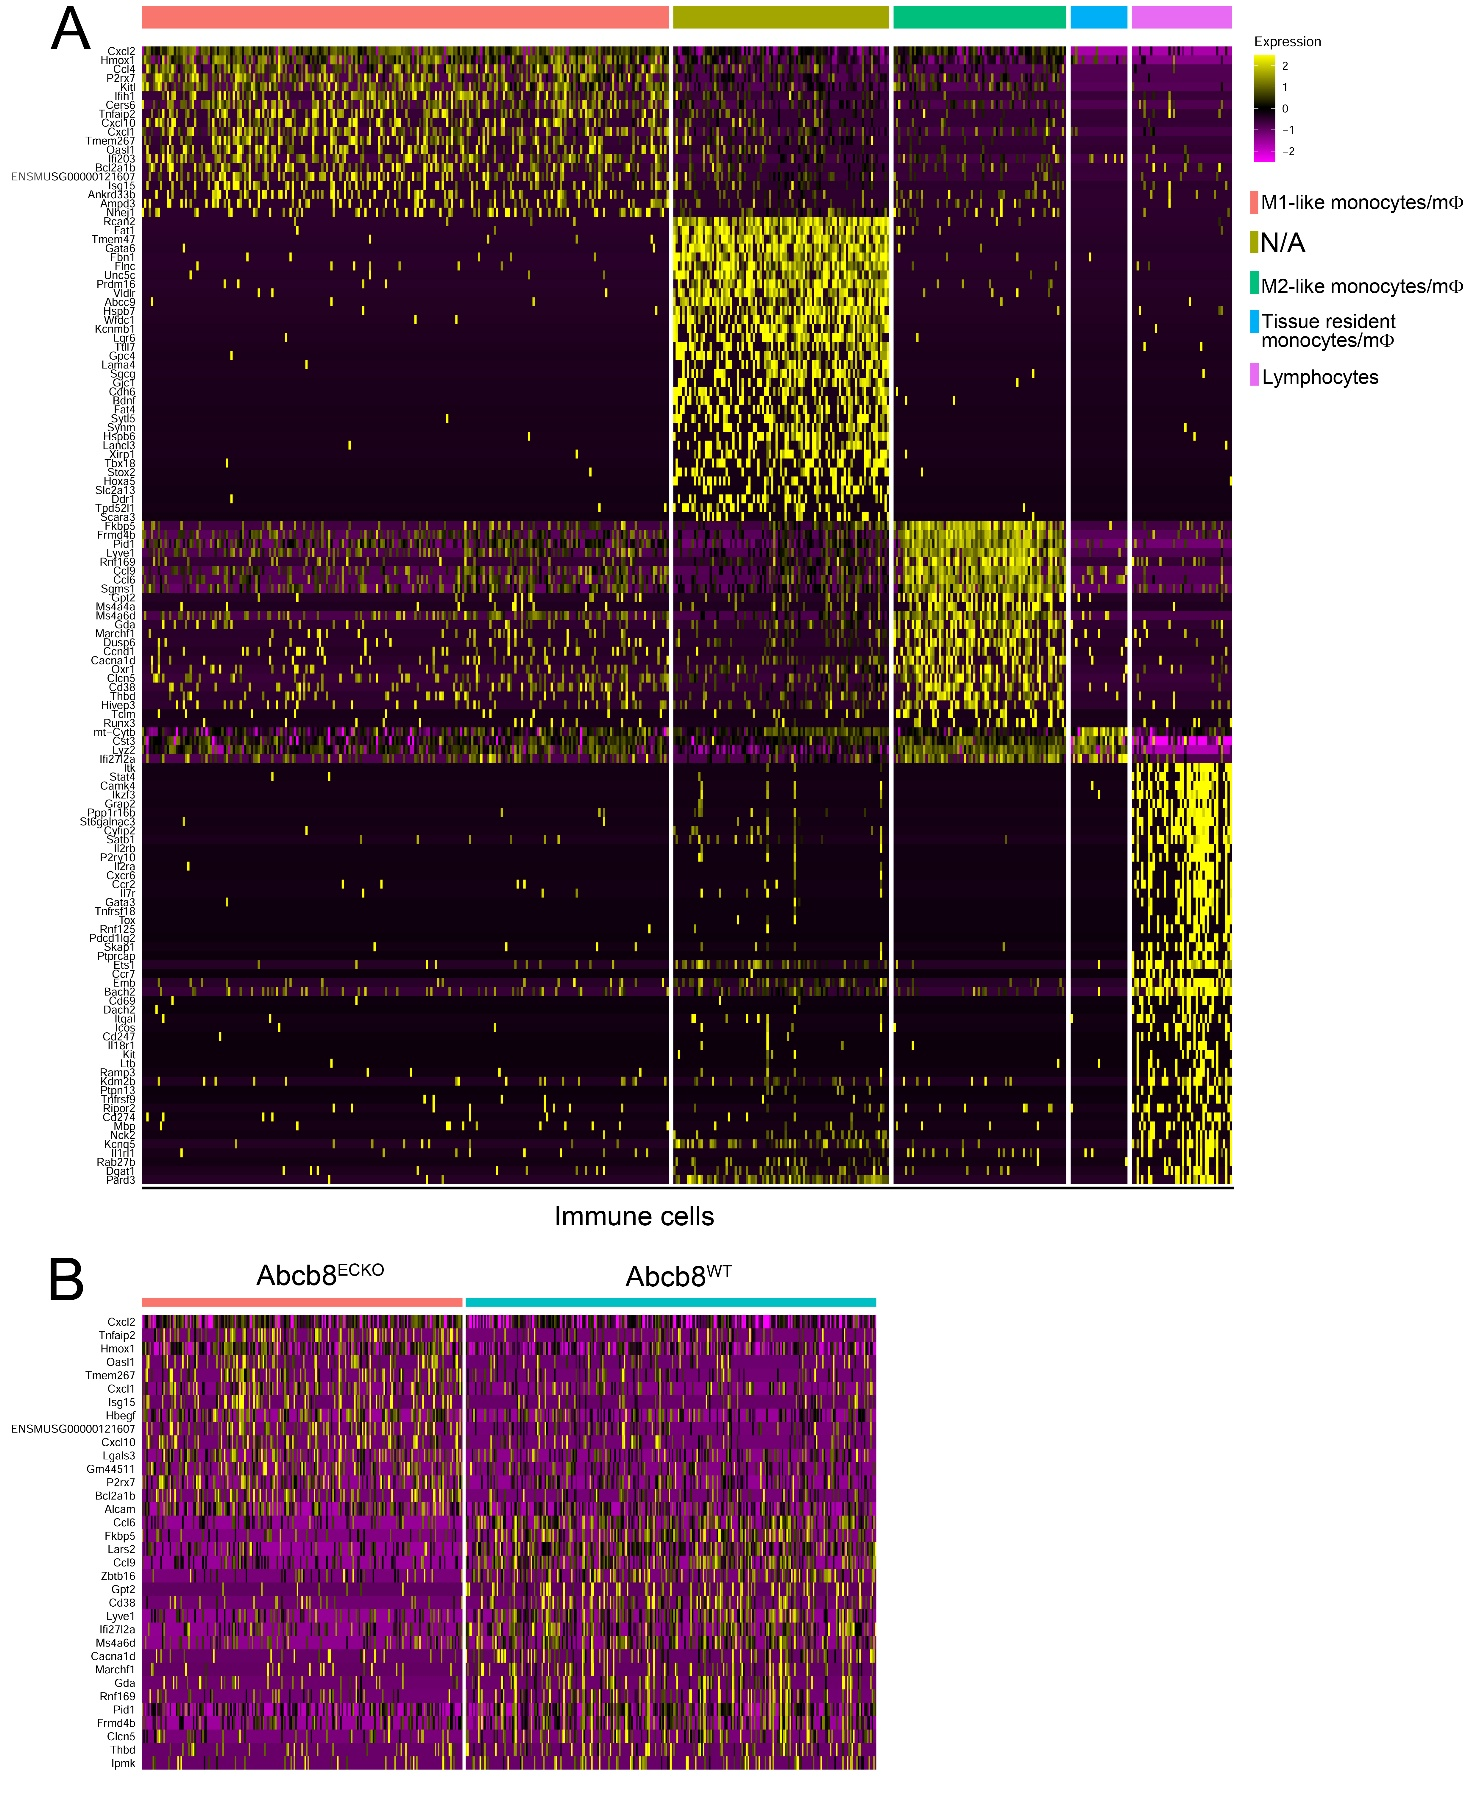 A
Expression
2
1
0
−1
−2
M1-like monocytes/mΦ
N/A
M2-like monocytes/mΦ
Tissue resident
monocytes/mΦ
Lymphocytes
Cxcl2
Hmox1
Ccl4
P2rx7
Kitl
Ifih1
Cers6
Tnfaip2
Cxcl10
Cxcl1
Tmem267
Oasl1
Ifi203
Bcl2a1b
ENSMUSG00000121607
Isg15
Ankrd33b
Ampd3
Nhej1
Rcan2
Fat1
Tmem47
Gata6
Fbn1
Flnc
Unc5c
Prdm16
Vldlr
Abcc9
Hspb7
Wfdc1
Kcnmb1
Lgr6
Ttll7
Gpc4
Lama4
Sgcg
Gjc1
Cdh6
Bdnf
Fat4
Sytl5
Synm
Hspb6
Lancl3
Xirp1
Tbx18
Stox2
Hoxa5
Slc2a13
Ddr1
Tpd52l1
Scara3
Fkbp5
Frmd4b
Pid1
Lyve1
Rnf169
Ccl9
Ccl6
Sgms1
Gpt2
Ms4a4a
Ms4a6d
Gda
Marchf1
Dusp6
Ccnd1
Cacna1d
Oxr1
Clcn5
Cd38
Thbd
Hivep3
Tclm
Runx3
mt−Cytb
Cst3
Lyz2
Ifi27l2a
Itk
Stat4
Camk4
Ikzf3
Grap2
Ppp1r16b
St6galnac3
Cyfip2
Satb1
Il2rb
P2ry10
Il2ra
Cxcr6
Ccr2
Il7r
Gata3
Tnfrsf18
Tox
Rnf125
Pdcd1lg2
Skap1
Ptprcap
Ets1
Ccr7
Emb
Bach2
Cd69
Dach2
Itgal
Icos
Cd247
Il18r1
Kit
Ltb
Ramp3
Kdm2b
Ptpn13
Tnfrsf9
Ripor2
Cd274
Mbp
Nck2
Kcnq5
Il1rl1
Rab27b
Dgat1
Pard3
Immune cells
B
Abcb8ECKO
Abcb8WT
Cxcl2
Tnfaip2
Hmox1
Oasl1
Tmem267
Cxcl1
Isg15
Hbegf
ENSMUSG00000121607
Cxcl10
Lgals3
Gm44511
P2rx7
Bcl2a1b
Alcam
Ccl6
Fkbp5
Lars2
Ccl9
Zbtb16
Gpt2
Cd38
Lyve1
Ifi27l2a
Ms4a6d
Cacna1d
Marchf1
Gda
Rnf169
Pid1
Frmd4b
Clcn5
Thbd
Ipmk